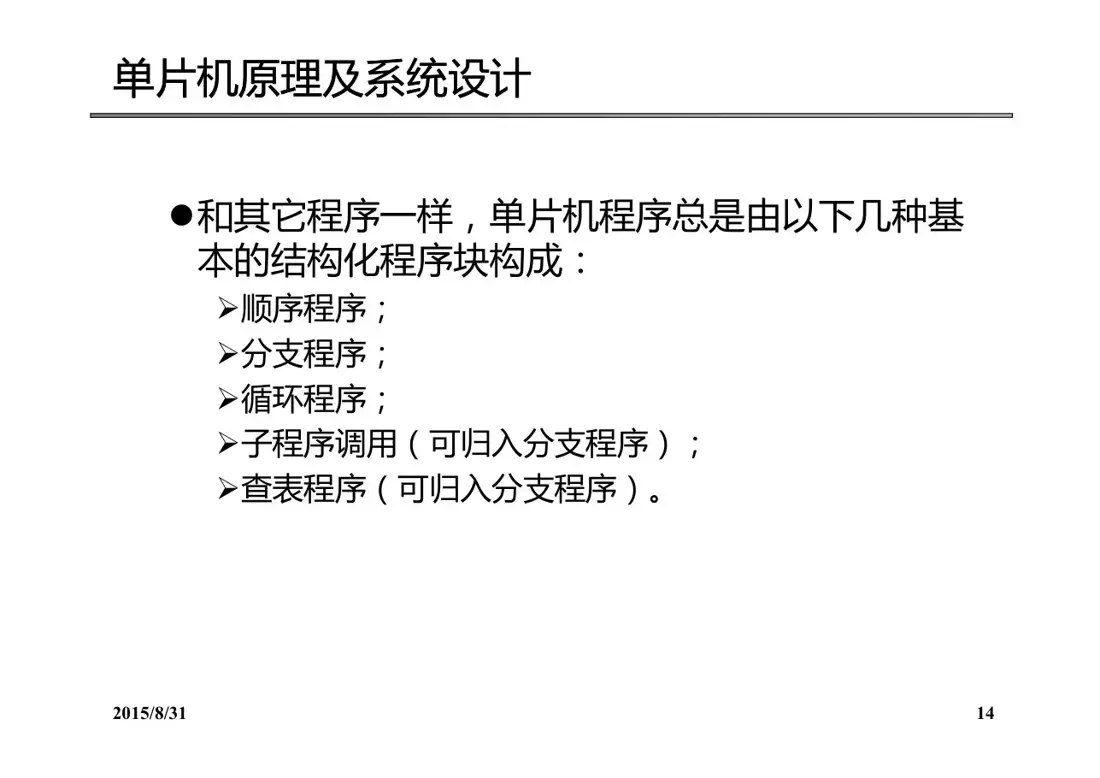 单片机原理及系统设计
●和其它程序一样，单片机程序总是由以下几种基
本的结构化程序块构成：
➢顺序程序；
➢分支程序；
➢循环程序；
➢子程序调用（可归入分支程序）；
➢查表程序（可归入分支程序）。
2015/8/31
14